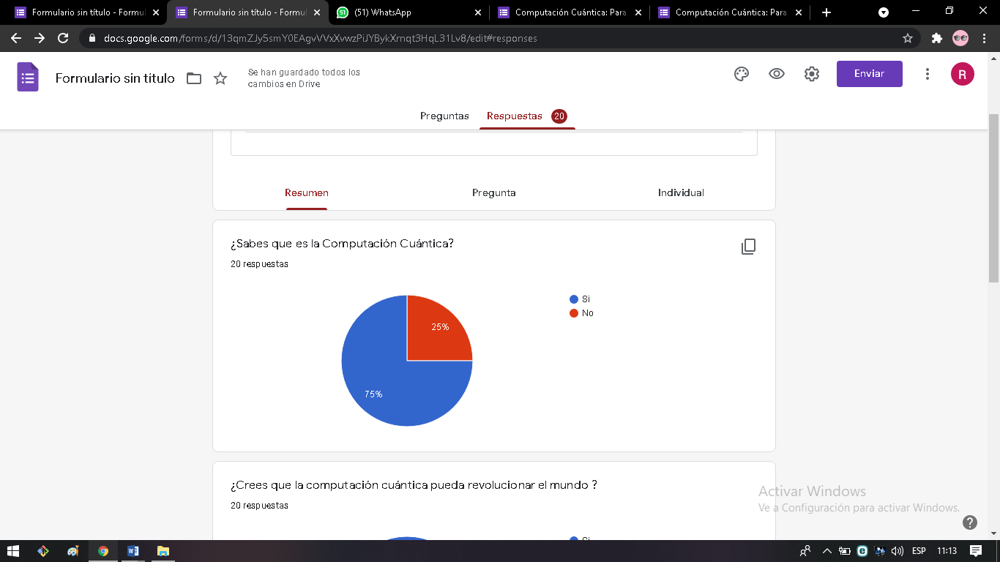 Formulario sin título - Formul
Formulario sin título - Formul
51
(51) WhatsApp
Computación Cuántica: Para
Computación Cuántica: Para
docs.google.com/forms/d/13qmZJy5smY0EAgvVVxXvwzPiJYBykXrnqt3HqL31Lv8/edit#responses
Formulario sin título
Se han guardado todos los
cambios en Drive
Enviar
R
Preguntas
Respuestas
20
Resumen
Pregunta
Individual
¿Sabes que es la Computación Cuántica?
20 respuestas
Si
No
25%
75%
¿Crees que la computación cuántica pueda revolucionar el mundo ?
20 respuestas
Si
Activar Windows
Ve a Configuración para activar Windows.
ESP
11:13